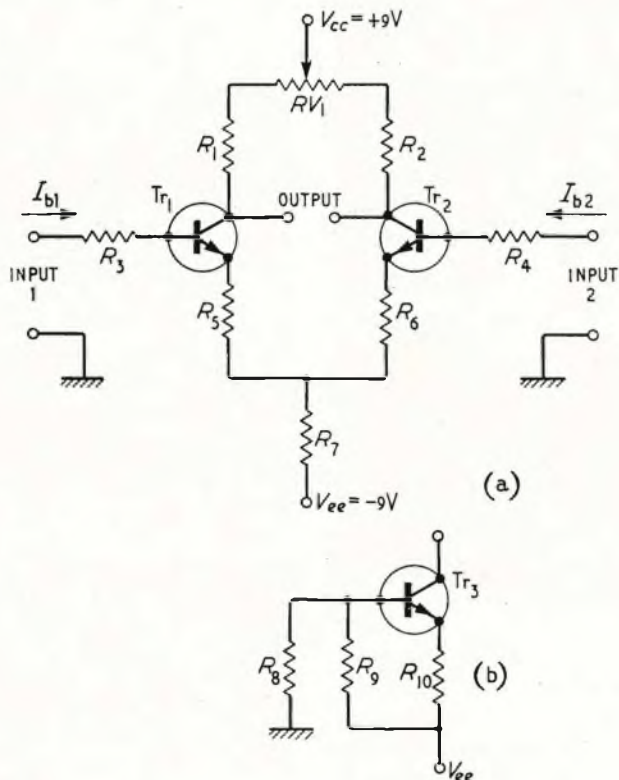 Vcc = +9V
RV1
R1
R2
Ib1
Tr1
OUTPUT
Tr2
Ib2
R3
R4
INPUT
1
INPUT
2
R5
R6
R7
(a)
Vee = -9V
Tr3
R8
R9
R10
(b)
Vee